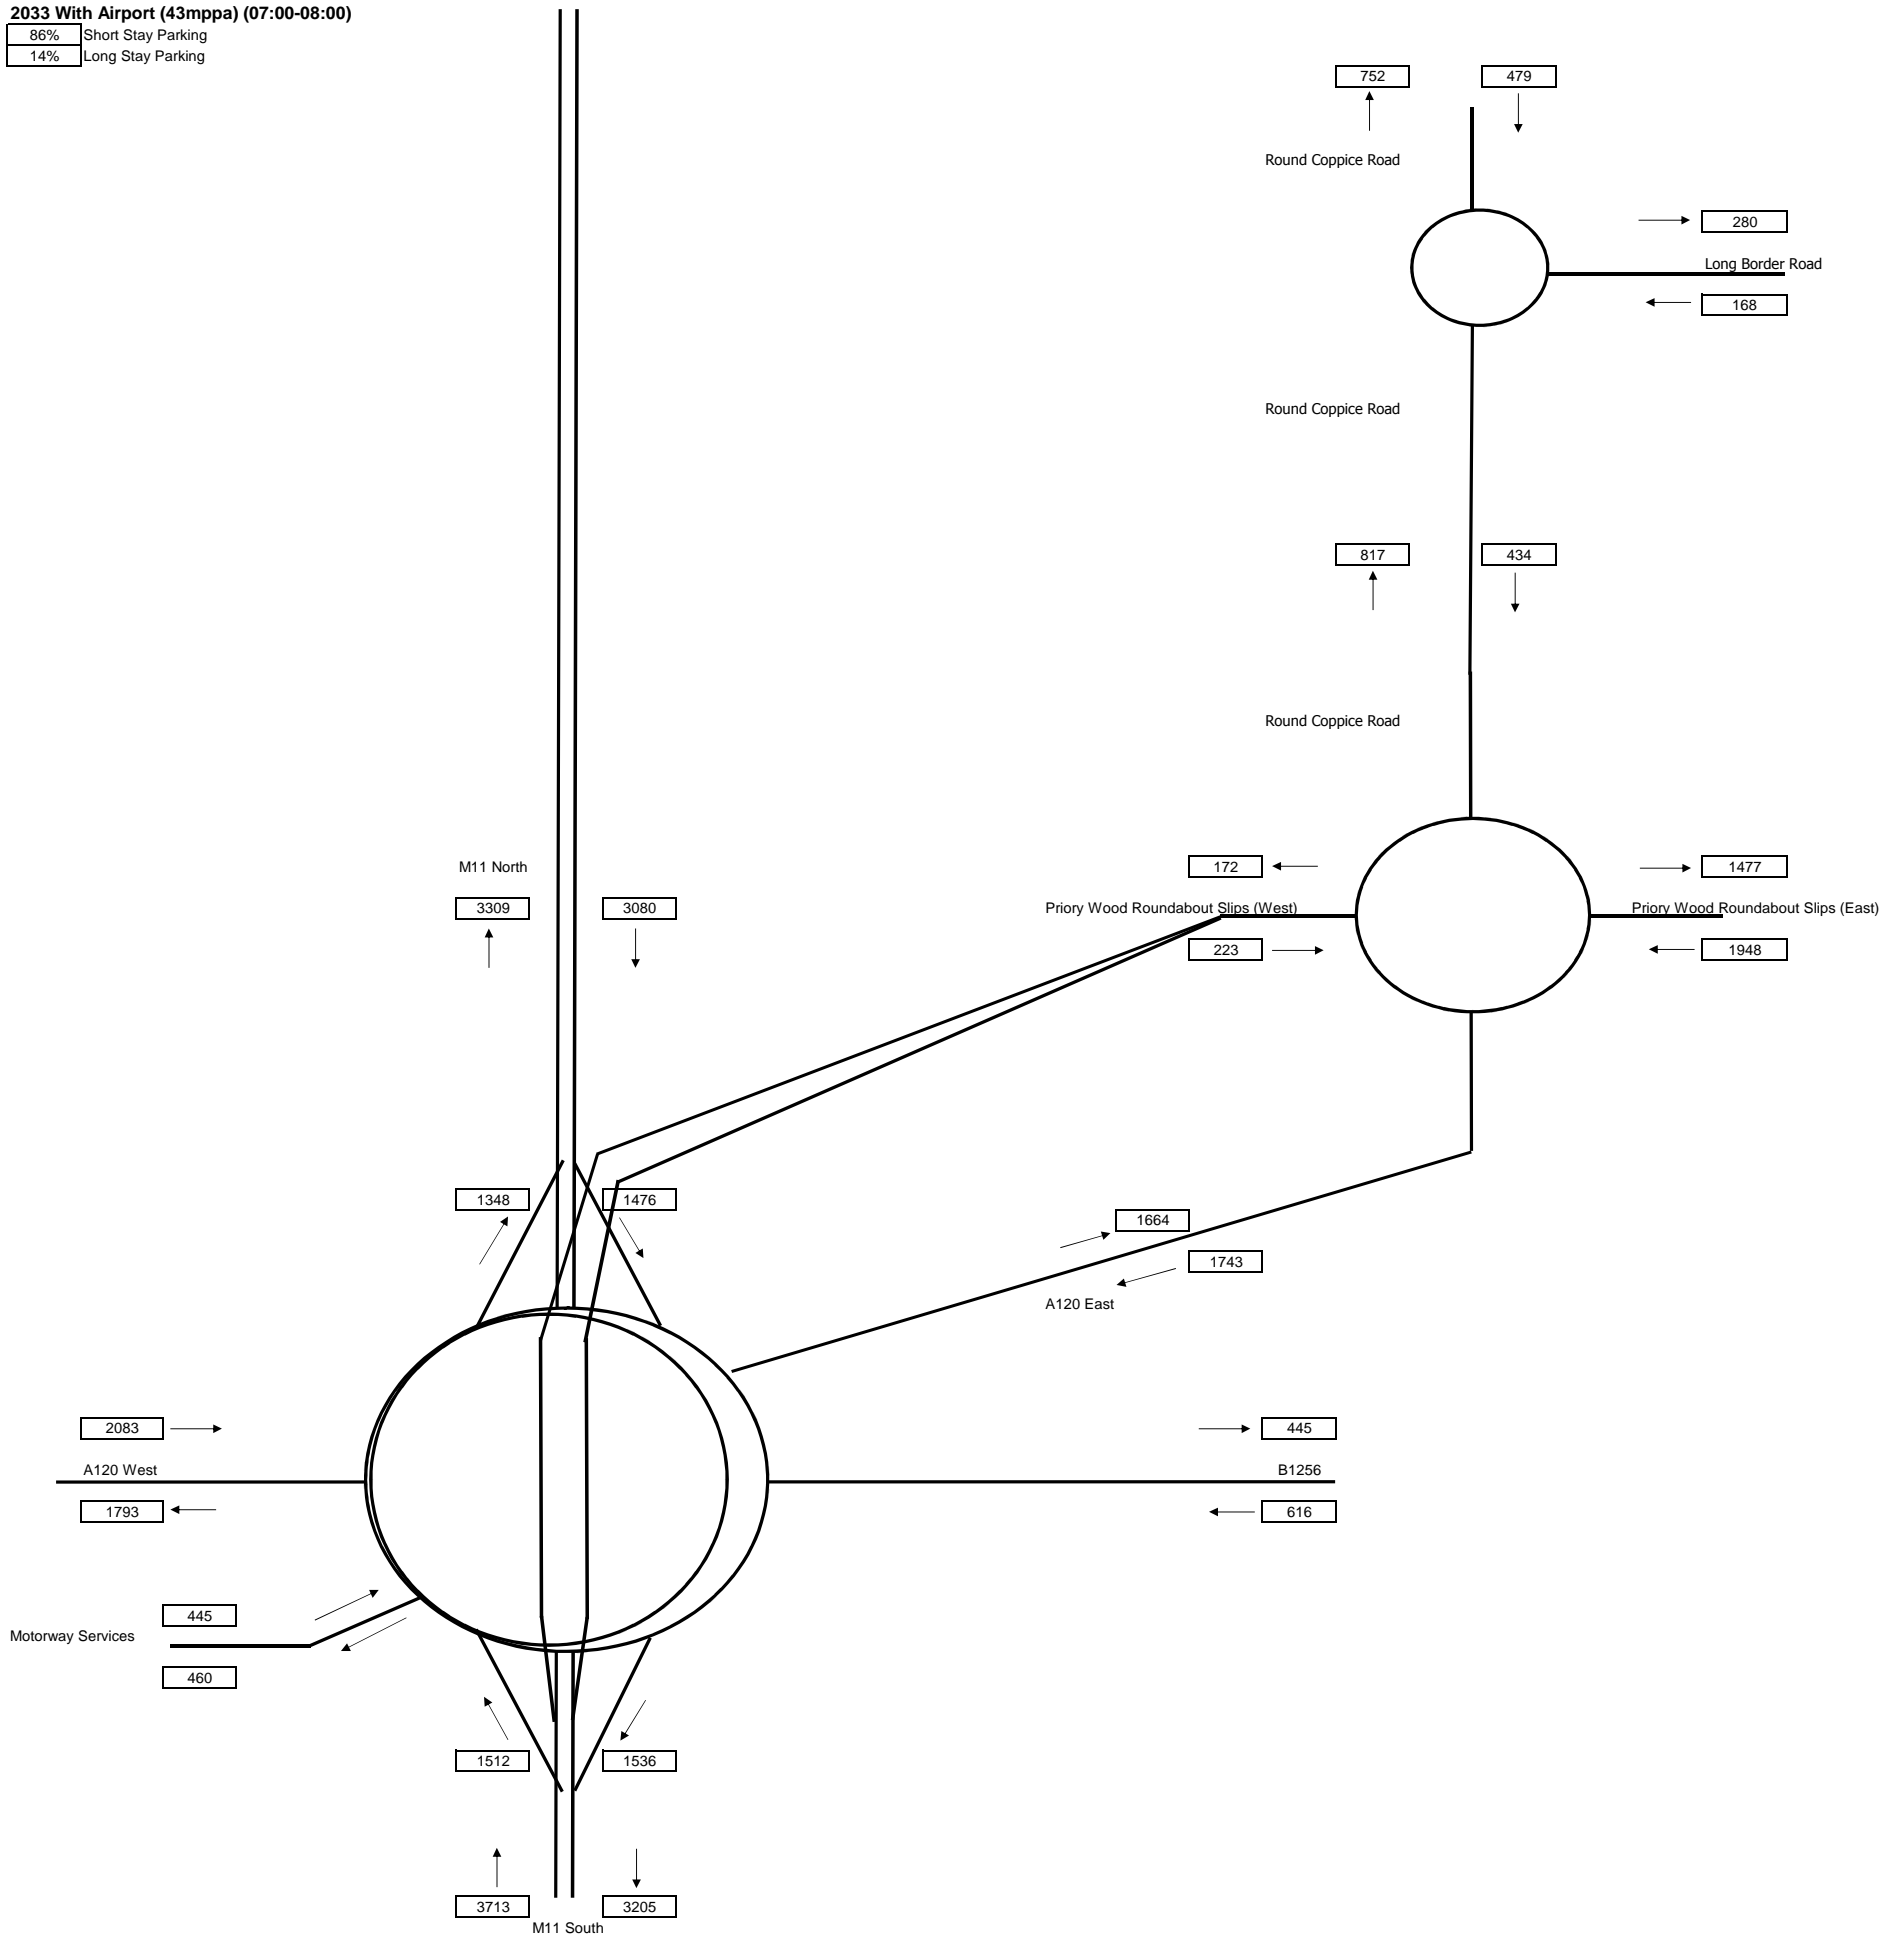 2033 With Airport (43mppa) (07:00-08:00)
86% Short Stay Parking
14% Long Stay Parking
752 479
Round Coppice Road
280
Long Border Road
168
Round Coppice Road
817 434
Round Coppice Road
M11 North
172 1477
3309 3080 Priory Wood Roundabout Slips (West) Priory Wood Roundabout Slips (East)
223 1948
1348 1476
1664
1743
A120 East
2083 445
A120 West B1256
1793 616
445
Motorway Services
460
1512 1536
3713 3205
M11 South